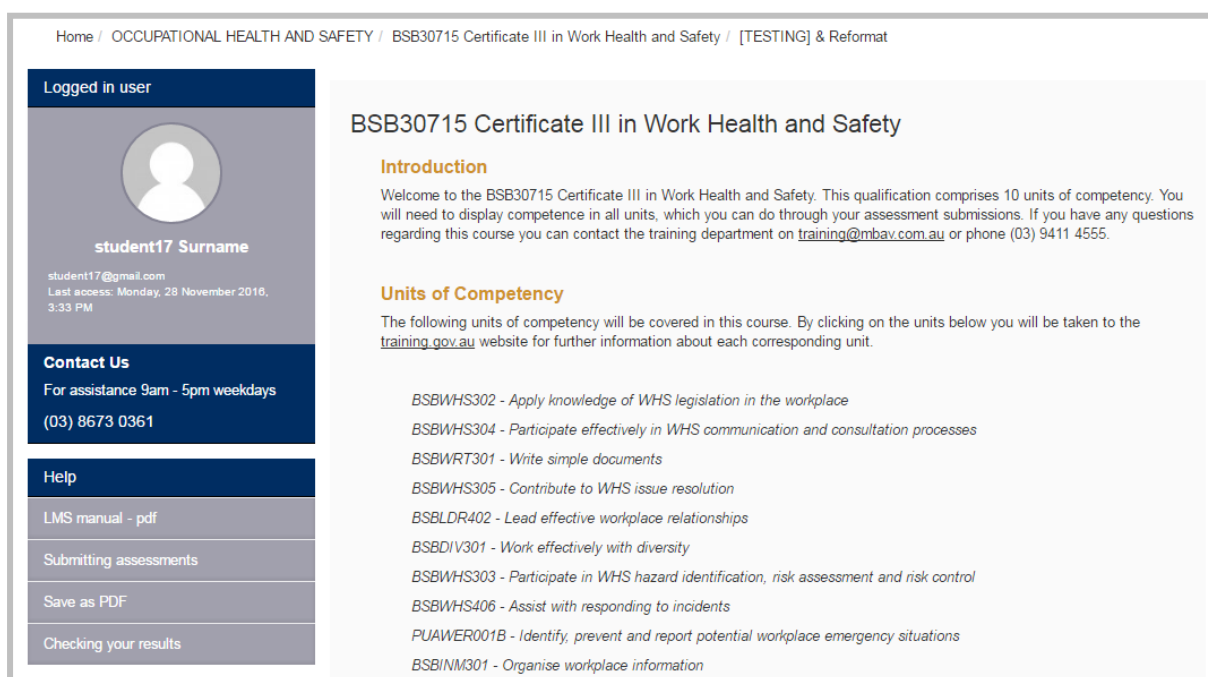 Home / OCCUPATIONAL HEALTH AND SAFETY / BSB30715 Certificate III in Work Health and Safety / [TESTING] & Reformat
Logged in user
student17 Surname
student17@gmail.com
Last access: Monday, 28 November 2016,
3:33 PM
Contact Us
For assistance 9am - 5pm weekdays
(03) 8673 0361
Help
LMS manual - pdf
Submitting assessments
Save as PDF
Checking your results
BSB30715 Certificate III in Work Health and Safety
Introduction
Welcome to the BSB30715 Certificate III in Work Health and Safety. This qualification comprises 10 units of competency. You
will need to display competence in all units, which you can do through your assessment submissions. If you have any questions
regarding this course you can contact the training department on training@mbav.com.au or phone (03) 9411 4555.
Units of Competency
The following units of competency will be covered in this course. By clicking on the units below you will be taken to the
training.gov.au website for further information about each corresponding unit.
BSBWHS302 - Apply knowledge of WHS legislation in the workplace
BSBWHS304 - Participate effectively in WHS communication and consultation processes
BSBWRT301 - Write simple documents
BSBWHS305 - Contribute to WHS issue resolution
BSBLDR402 - Lead effective workplace relationships
BSBDIV301 - Work effectively with diversity
BSBWHS303 - Participate in WHS hazard identification, risk assessment and risk control
BSBWHS406 - Assist with responding to incidents
PUAWER001B - Identify, prevent and report potential workplace emergency situations
BSBINM301 - Organise workplace information